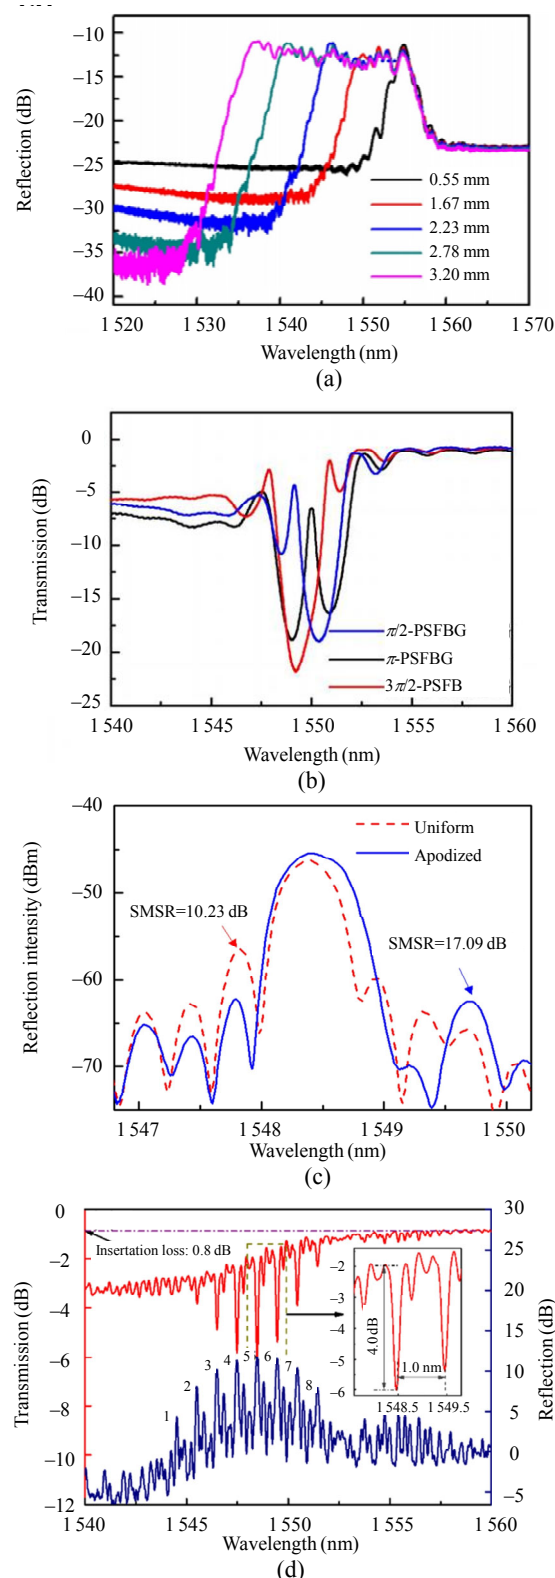 −10
−15
−20
−25
−30
−35
−40
Reflection (dB)
0.55 mm
1.67 mm
2.23 mm
2.78 mm
3.20 mm
1 520 1 530 1 540 1 550 1 560 1 570
Wavelength (nm)
(a)
0
−5
−10
−15
−20
−25
Transmission (dB)
π/2-PSFBG
π-PSFBG
3π/2-PSFB
1 540 1 545 1 550 1 555 1 560
Wavelength (nm)
(b)
−40
−50
−60
−70
Reflection intensity (dBm)
Uniform
Apodized
SMSR=10.23 dB
SMSR=17.09 dB
1 547 1 548 1 549 1 550
Wavelength (nm)
(c)
0
−2
−4
−6
−8
−10
−12
Transmission (dB)
30
25
20
15
10
5
0
−5
Reflection (dB)
Insertation loss: 0.8 dB
−2
−3
−4
−5
−6
4.0 dB
1.0 nm
1 548.5 1 549.5
1 2 3 4 5 6 7 8
1 540 1 545 1 550 1 555 1 560
Wavelength (nm)
(d)